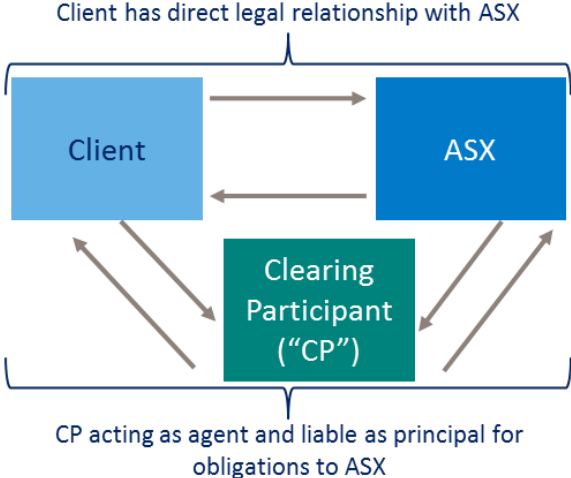 Client has direct legal relationship with ASX
Client
ASX
Clearing
Participant
(“CP”)
CP acting as agent and liable as principal for
obligations to ASX